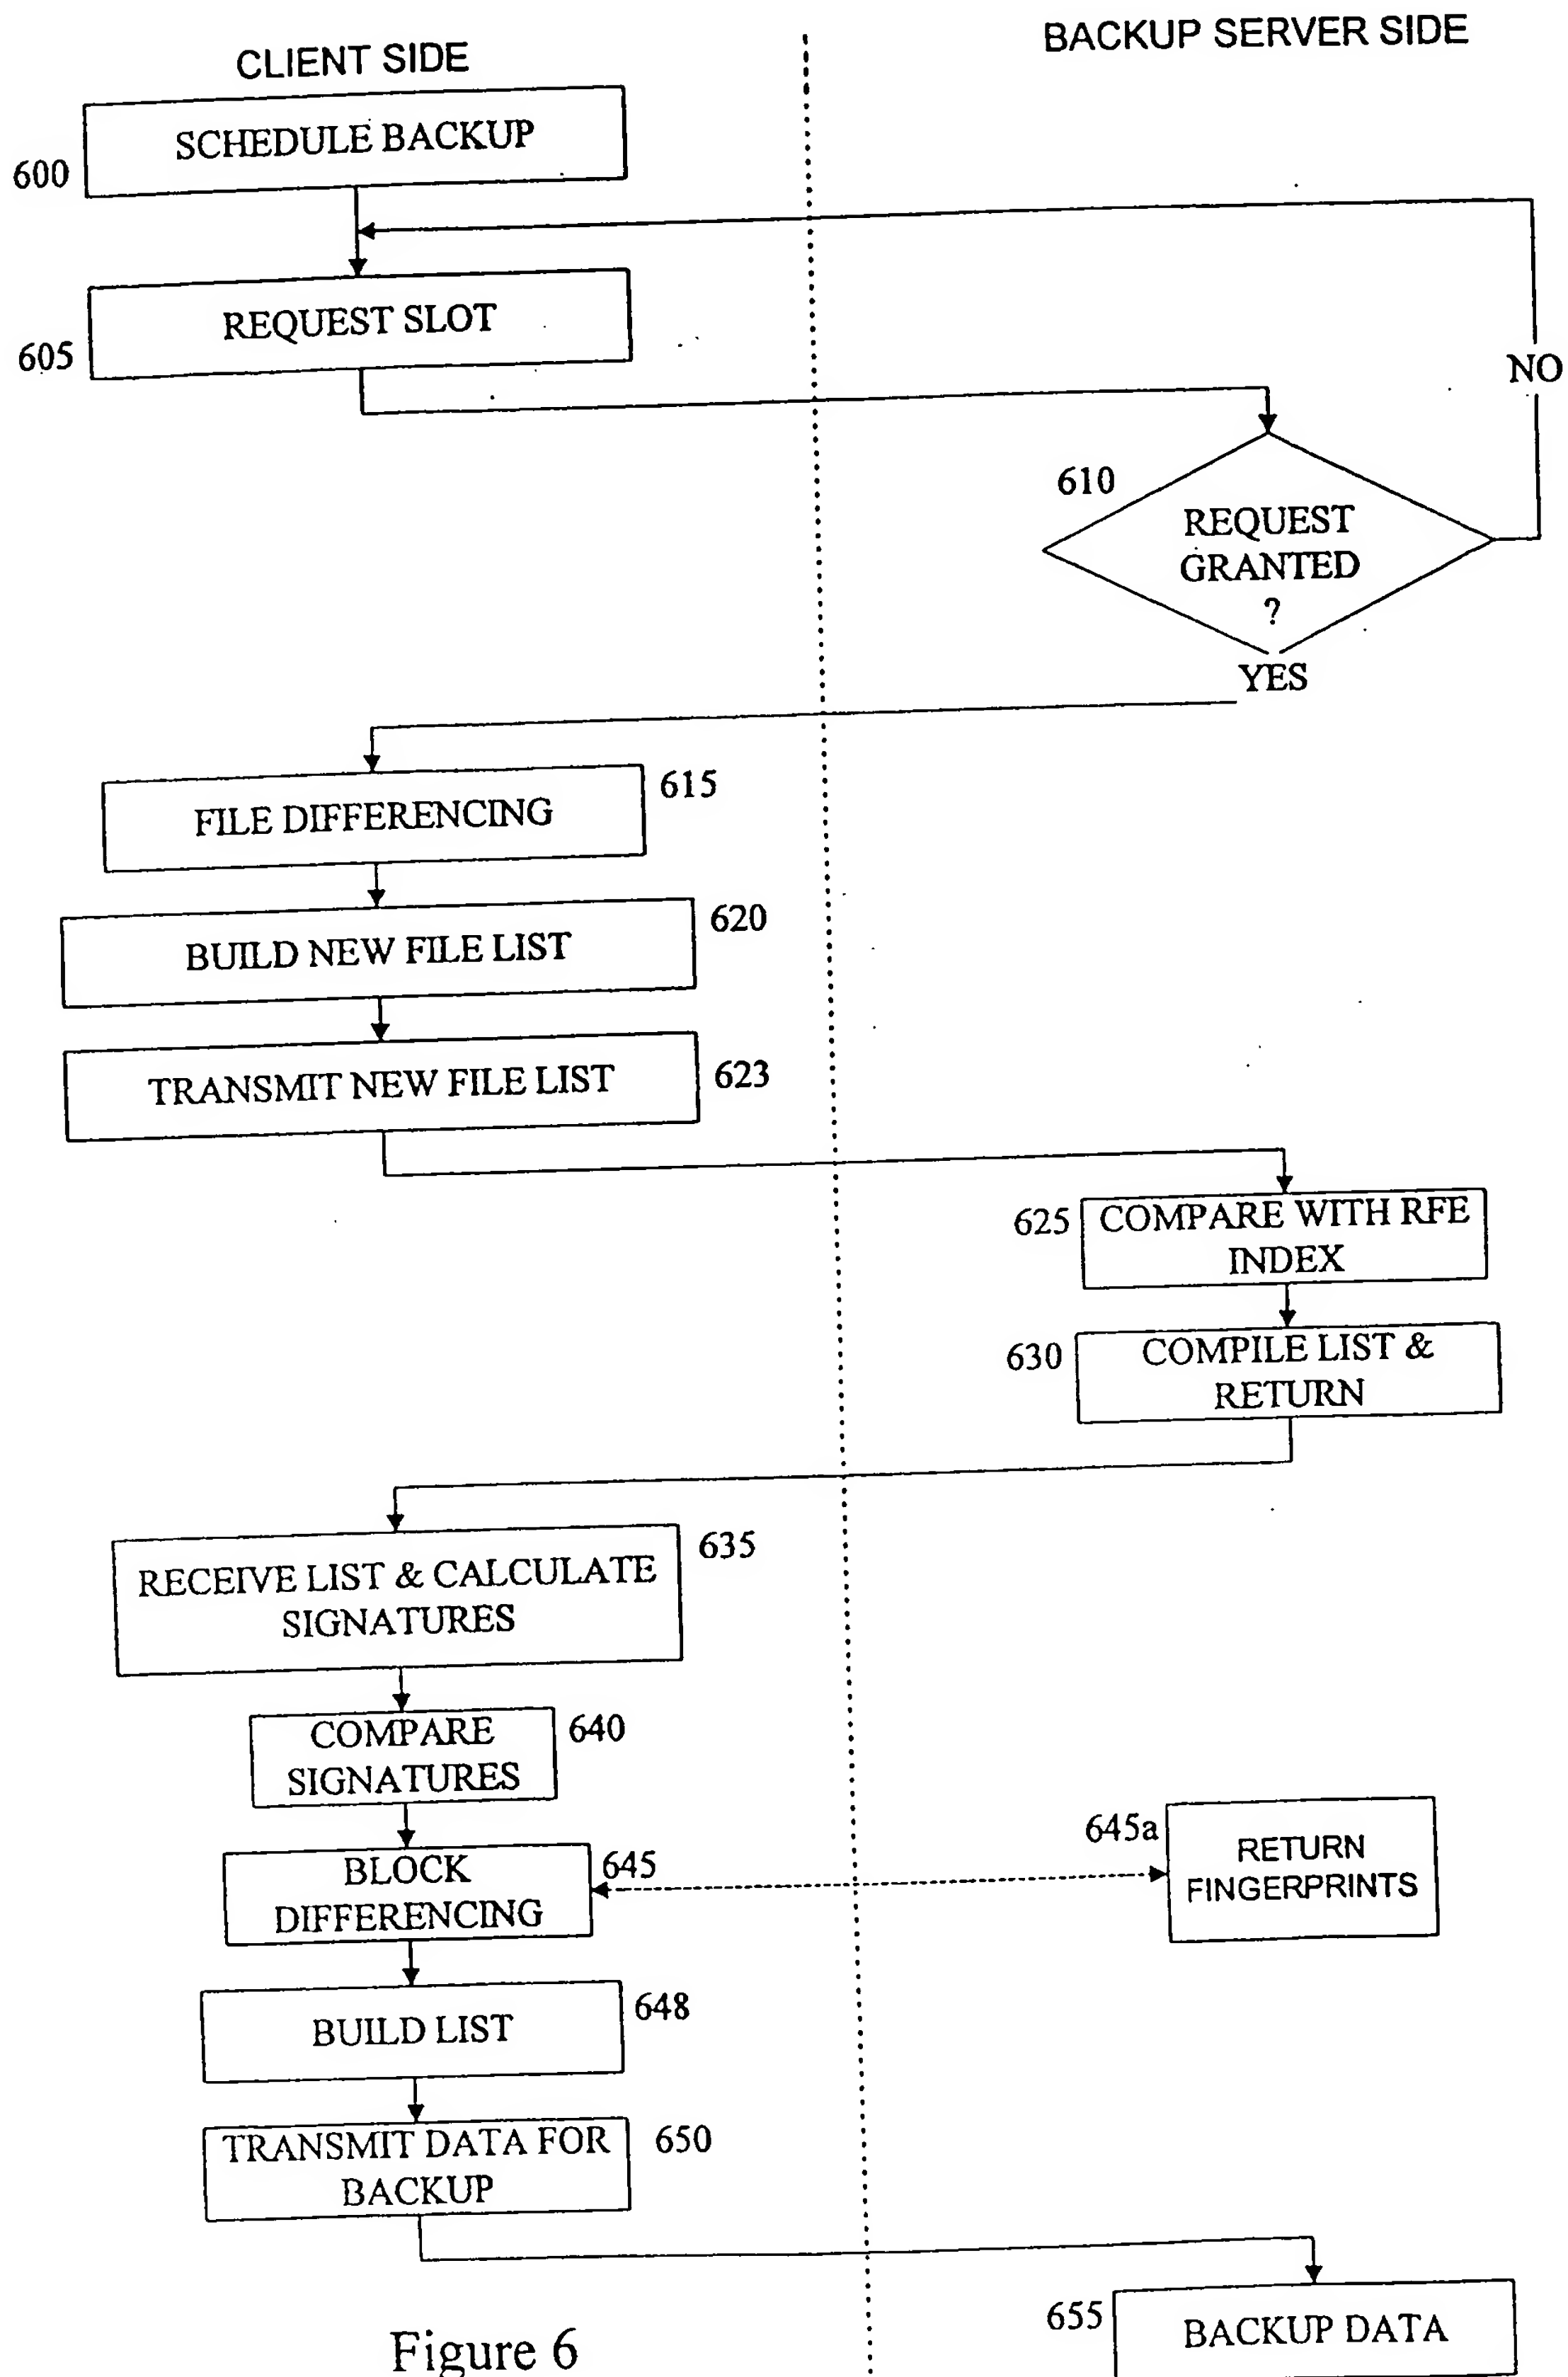 CLIENT SIDE
BACKUP SERVER SIDE
SCHEDULE BACKUP
600
REQUEST SLOT
605
NO
610
REQUEST
GRANTED
?
YES
FILE DIFFERENCING
615
BUILD NEW FILE LIST
620
TRANSMIT NEW FILE LIST
623
625
COMPARE WITH RFE
INDEX
630
COMPILE LIST &
RETURN
RECEIVE LIST & CALCULATE
SIGNATURES
635
COMPARE
SIGNATURES
640
BLOCK
DIFFERENCING
645
645a
RETURN
FINGERPRINTS
BUILD LIST
648
TRANSMIT DATA FOR
BACKUP
650
655
BACKUP DATA
Figure 6